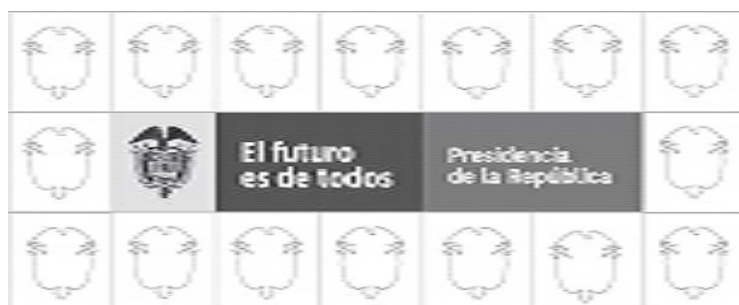 El futuro
es de todos
Presidencia
de la República